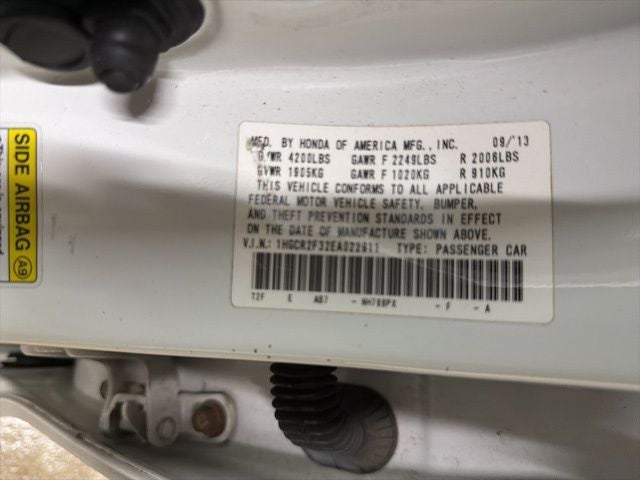 MFD. BY HONDA OF AMERICA MFG., INC. 09/'13
GVWR 4200LBS GAWR F 2249LBS R 2006LBS
GVWR 1905KG GAWR F 1020KG R 910KG
THIS VEHICLE CONFORMS TO ALL APPLICABLE
FEDERAL MOTOR VEHICLE SAFETY, BUMPER,
AND THEFT PREVENTION STANDARDS IN EFFECT
ON THE DATE OF MANUFACTURE SHOWN ABOVE.
V.I.N.: 1HGCR2F32EA022611 TYPE: PASSENGER CAR
T2F E AB7 - NH788PX - F - A
SIDE AIRBAG A9